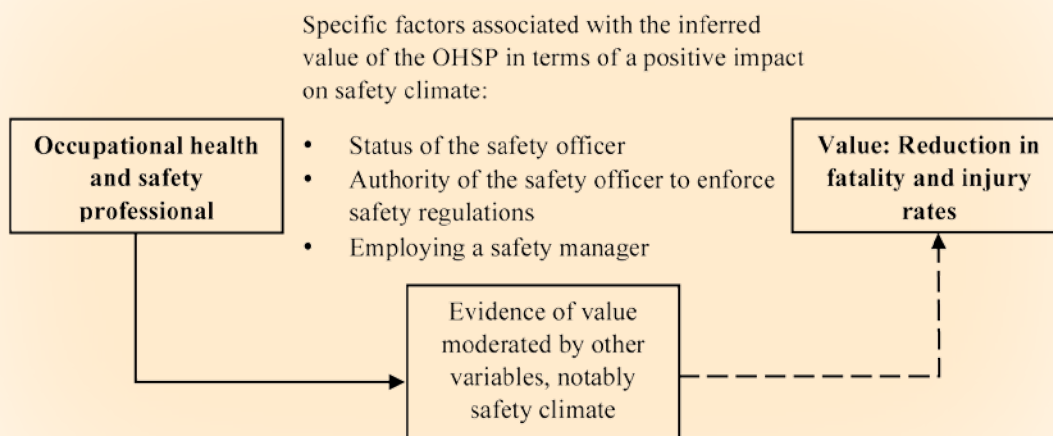 Specific factors associated with the inferred
value of the OHSP in terms of a positive impact
on safety climate:
Occupational health
and safety
professional
• Status of the safety officer
• Authority of the safety officer to enforce
safety regulations
• Employing a safety manager
Value: Reduction in
fatality and injury
rates
Evidence of value
moderated by other
variables, notably
safety climate